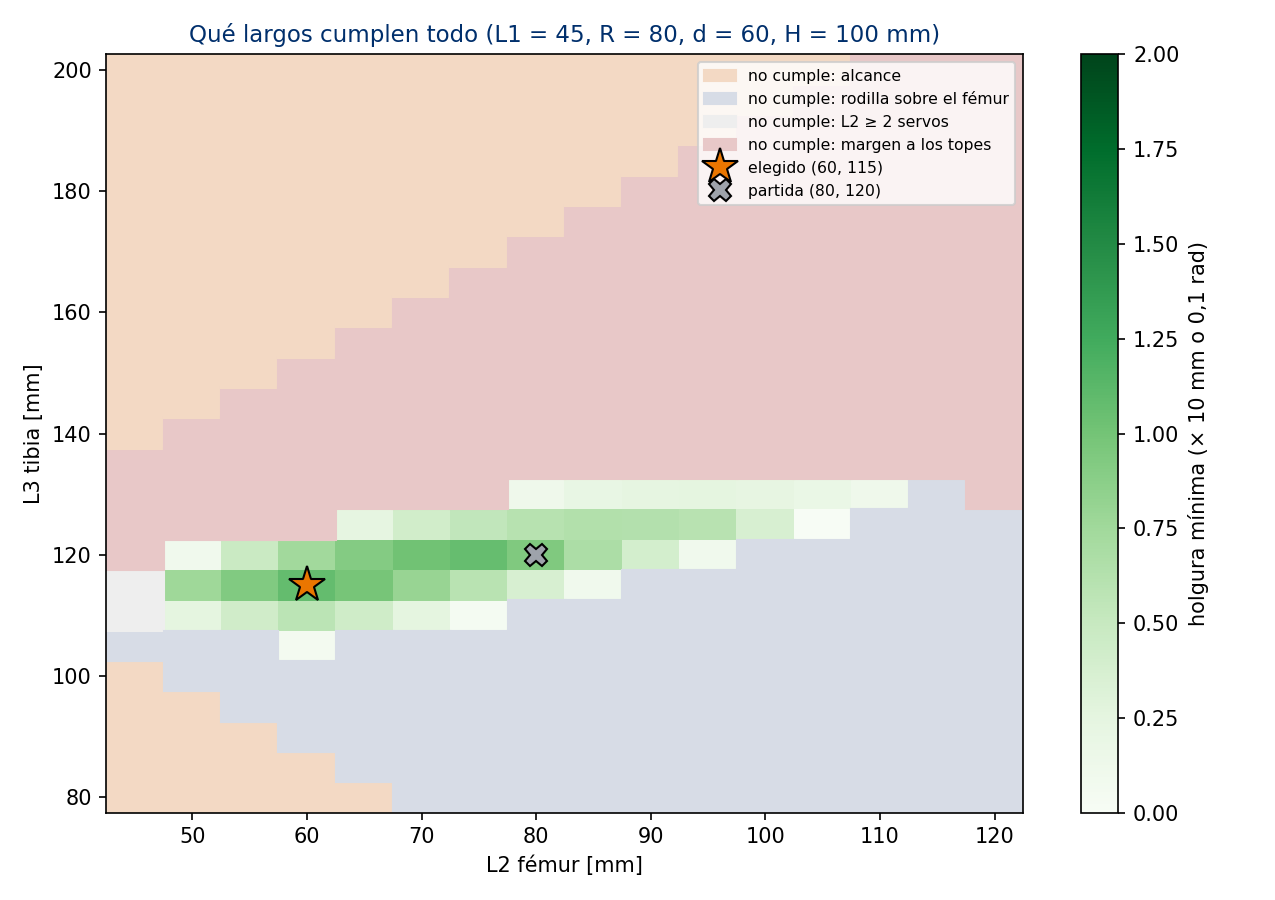 Qué largos cumplen todo (L1 = 45, R = 80, d = 60, H = 100 mm)
no cumple: alcance
no cumple: rodilla sobre el fémur
no cumple: L2 ≥ 2 servos
no cumple: margen a los topes
elegido (60, 115)
partida (80, 120)
L3 tibia [mm]
200
180
160
140
120
100
80
50
60
70
80
90
100
110
120
L2 fémur [mm]
2.00
1.75
1.50
1.25
1.00
0.75
0.50
0.25
0.00
holgura mínima (× 10 mm o 0,1 rad)